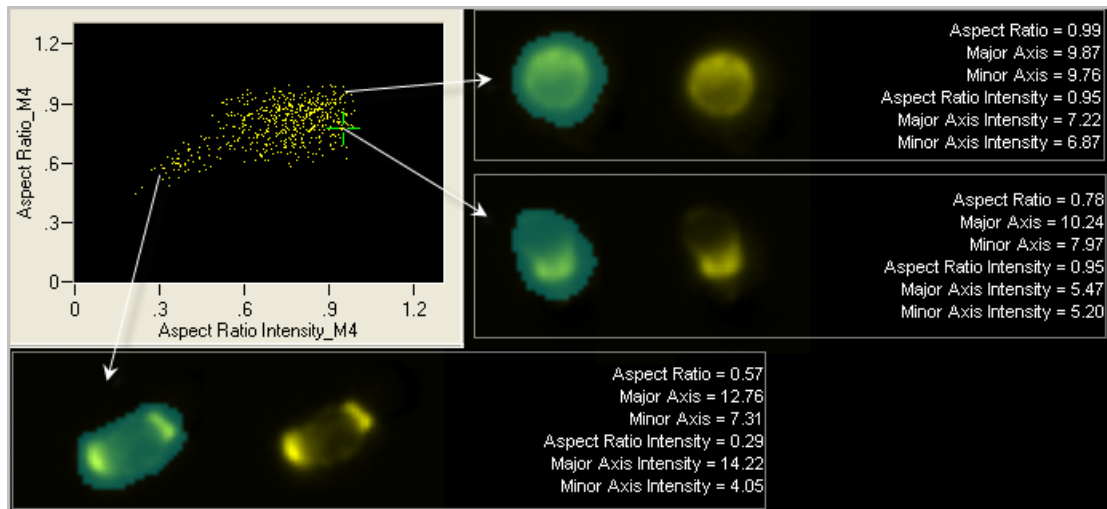 1.2
.9
.6
.3
0
Aspect Ratio_M4
0 .3 .6 .9 1.2
Aspect Ratio Intensity_M4
Aspect Ratio = 0.99
Major Axis = 9.87
Minor Axis = 9.76
Aspect Ratio Intensity = 0.95
Major Axis Intensity = 7.22
Minor Axis Intensity = 6.87
Aspect Ratio = 0.78
Major Axis = 10.24
Minor Axis = 7.97
Aspect Ratio Intensity = 0.95
Major Axis Intensity = 5.47
Minor Axis Intensity = 5.20
Aspect Ratio = 0.57
Major Axis = 12.76
Minor Axis = 7.31
Aspect Ratio Intensity = 0.29
Major Axis Intensity = 14.22
Minor Axis Intensity = 4.05